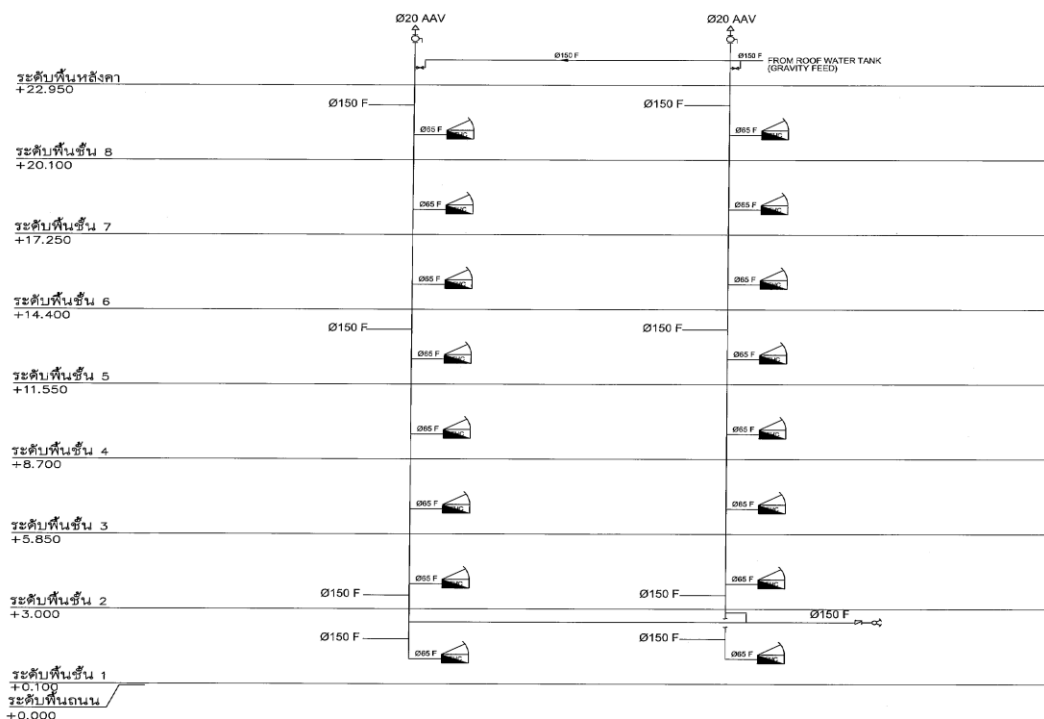 Ø20 AAV
Ø20 AAV
Ø150 F
Ø150 F
FROM ROOF WATER TANK
(GRAVITY FEED)
ระดับพื้นหลังคา
+22.950
Ø150 F
Ø150 F
Ø65 F
Ø65 F
ระดับพื้นชั้น 8
+20.100
Ø65 F
Ø65 F
ระดับพื้นชั้น 7
+17.250
Ø65 F
Ø65 F
ระดับพื้นชั้น 6
+14.400
Ø150 F
Ø150 F
Ø65 F
Ø65 F
ระดับพื้นชั้น 5
+11.550
Ø65 F
Ø65 F
ระดับพื้นชั้น 4
+8.700
Ø65 F
Ø65 F
ระดับพื้นชั้น 3
+5.850
Ø65 F
Ø65 F
Ø150 F
Ø150 F
ระดับพื้นชั้น 2
+3.000
Ø150 F
Ø150 F
Ø150 F
Ø65 F
Ø65 F
ระดับพื้นชั้น 1
+0.100
ระดับพื้นถนน
+0.000